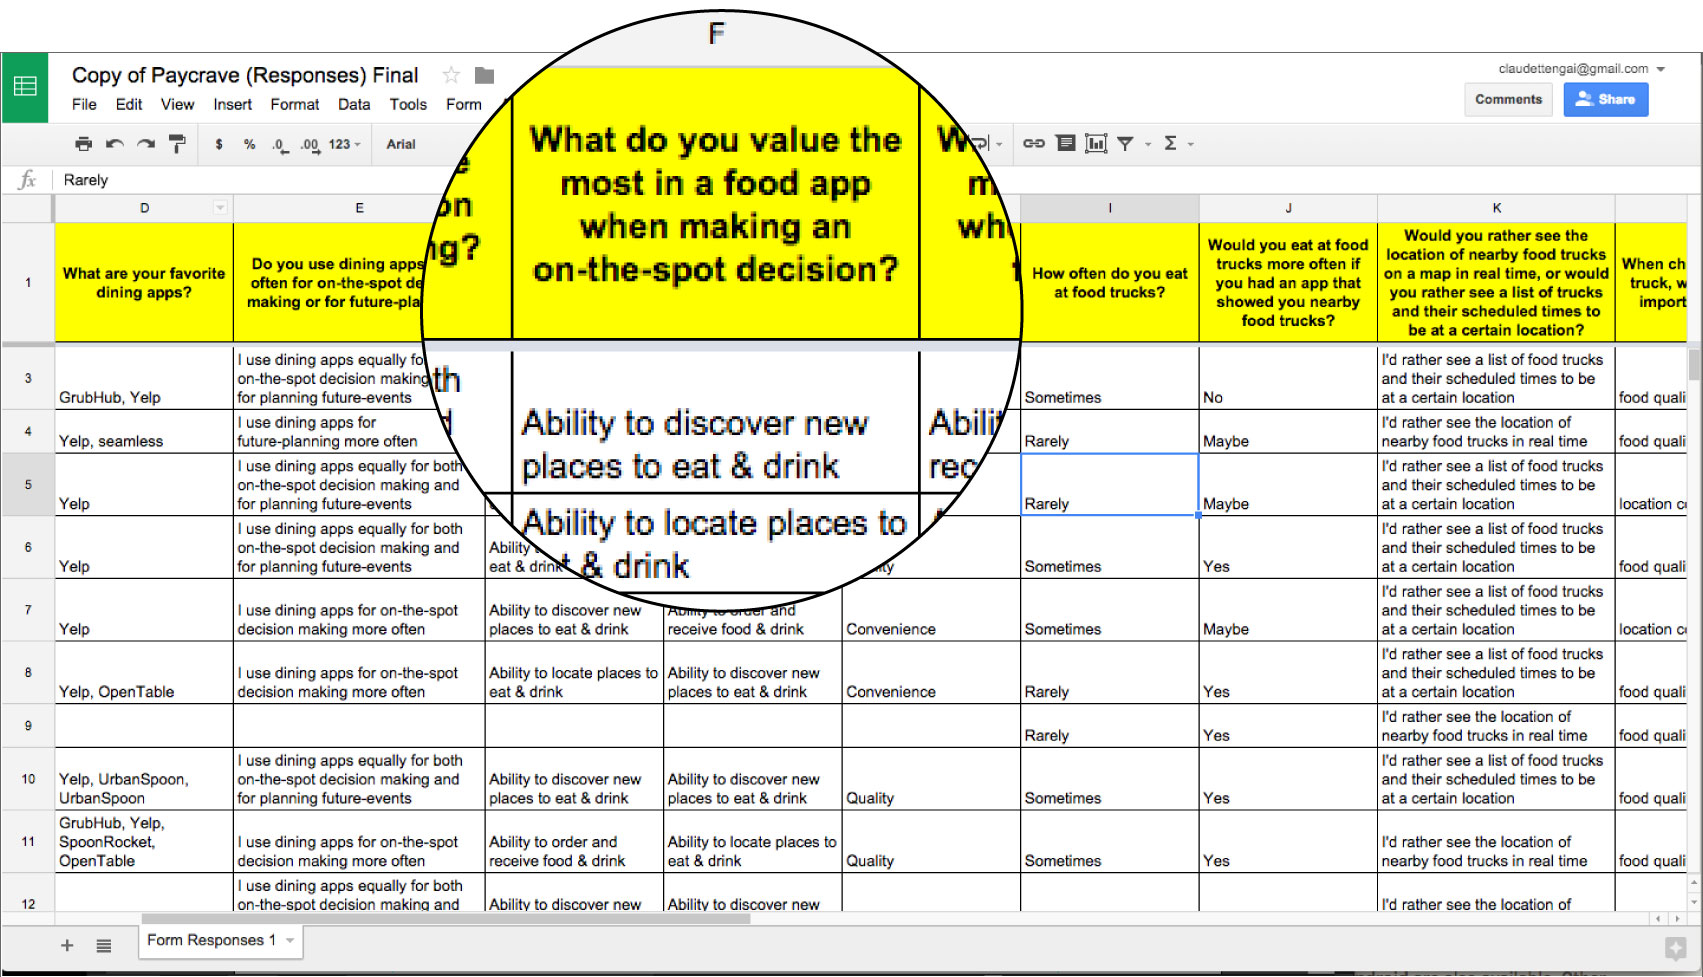 F
Copy of Paycrave (Responses) Final
claudettengai@gmail.com
File Edit View Insert Format Data Tools Form
Comments
Share
$ % .0 .00 123
Arial
Σ
fx Rarely
D E I J K
1
What are your favorite
dining apps?
Do you use dining apps
often for on-the-spot de
making or for future-pla
on
ng?
What do you value the
most in a food app
when making an
on-the-spot decision?
How often do you eat
at food trucks?
Would you eat at food
trucks more often if
you had an app that
showed you nearby
food trucks?
Would you rather see the
location of nearby food trucks
on a map in real time, or would
you rather see a list of trucks
and their scheduled times to
be at a certain location?
When ch
truck, w
import
3
GrubHub, Yelp
I use dining apps equally fo
on-the-spot decision making
for planning future-events
th
Ability to discover new
places to eat & drink
Abilit
rec
Sometimes
No
I'd rather see a list of food trucks
and their scheduled times to be
at a certain location
food quali
4
Yelp, seamless
I use dining apps for
future-planning more often
Ability to locate places to
& drink
Rarely
Maybe
I'd rather see the location of
nearby food trucks in real time
food quali
5
Yelp
I use dining apps equally for both
on-the-spot decision making and
for planning future-events
Rarely
Maybe
I'd rather see a list of food trucks
and their scheduled times to be
at a certain location
location c
6
Yelp
I use dining apps equally for both
on-the-spot decision making and
for planning future-events
Ability
eat & drink
Sometimes
Yes
I'd rather see a list of food trucks
and their scheduled times to be
at a certain location
food quali
7
Yelp
I use dining apps for on-the-spot
decision making more often
Ability to discover new
places to eat & drink
Ability to order and
receive food & drink
Convenience
Sometimes
Maybe
I'd rather see a list of food trucks
and their scheduled times to be
at a certain location
location c
8
Yelp, OpenTable
I use dining apps for on-the-spot
decision making more often
Ability to locate places to
eat & drink
Ability to discover new
places to eat & drink
Convenience
Rarely
Yes
I'd rather see a list of food trucks
and their scheduled times to be
at a certain location
food quali
9
Rarely
Yes
I'd rather see the location of
nearby food trucks in real time
food quali
10
Yelp, UrbanSpoon,
UrbanSpoon
I use dining apps equally for both
on-the-spot decision making and
for planning future-events
Ability to discover new
places to eat & drink
Ability to discover new
places to eat & drink
Quality
Sometimes
Yes
I'd rather see a list of food trucks
and their scheduled times to be
at a certain location
food quali
11
GrubHub, Yelp,
SpoonRocket,
OpenTable
I use dining apps for on-the-spot
decision making more often
Ability to order and
receive food & drink
Ability to locate places to
eat & drink
Quality
Sometimes
Yes
I'd rather see the location of
nearby food trucks in real time
food quali
12
I use dining apps equally for both
on-the-spot decision making and
Ability to discover new
Ability to discover new
I'd rather see the location of
+ Form Responses 1